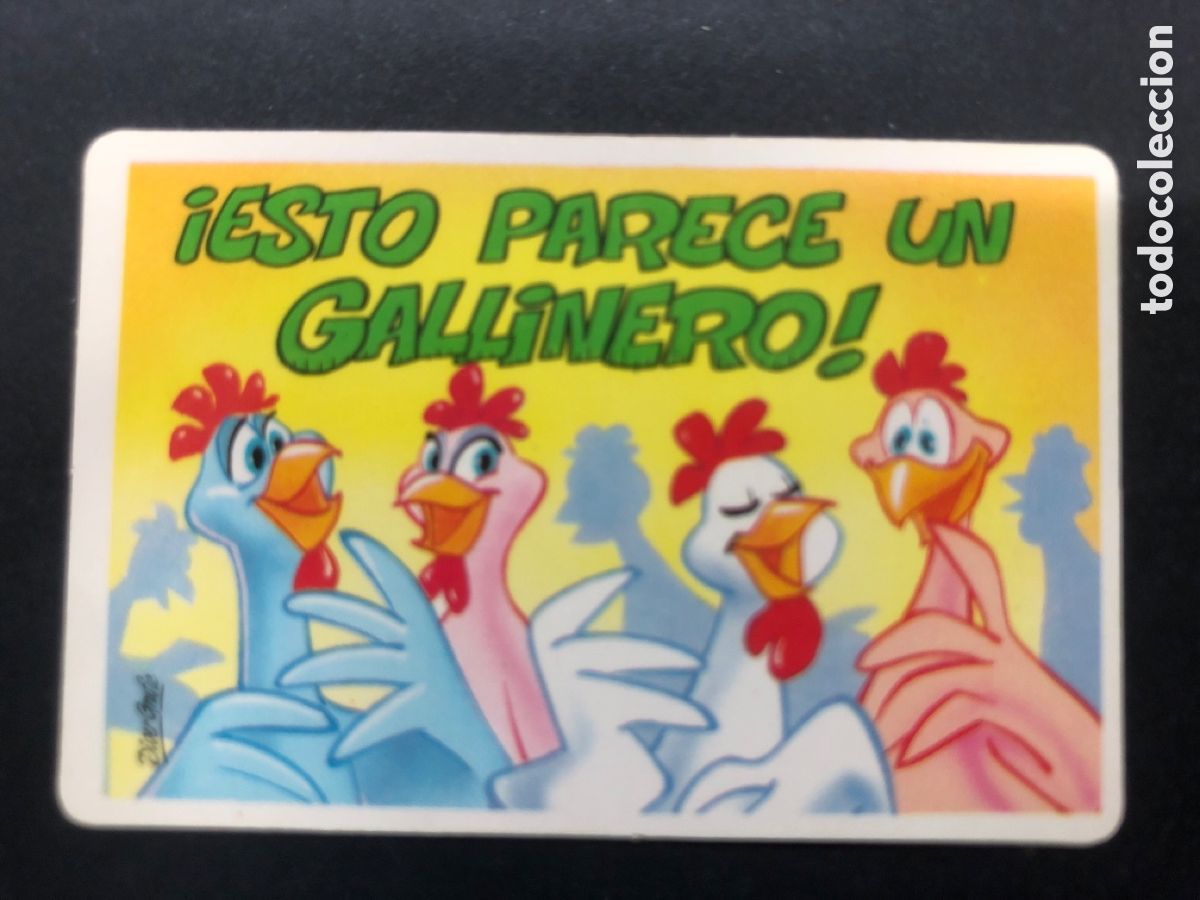 ¡ESTO PARECE UN
GALLINERO!
todocoleccion